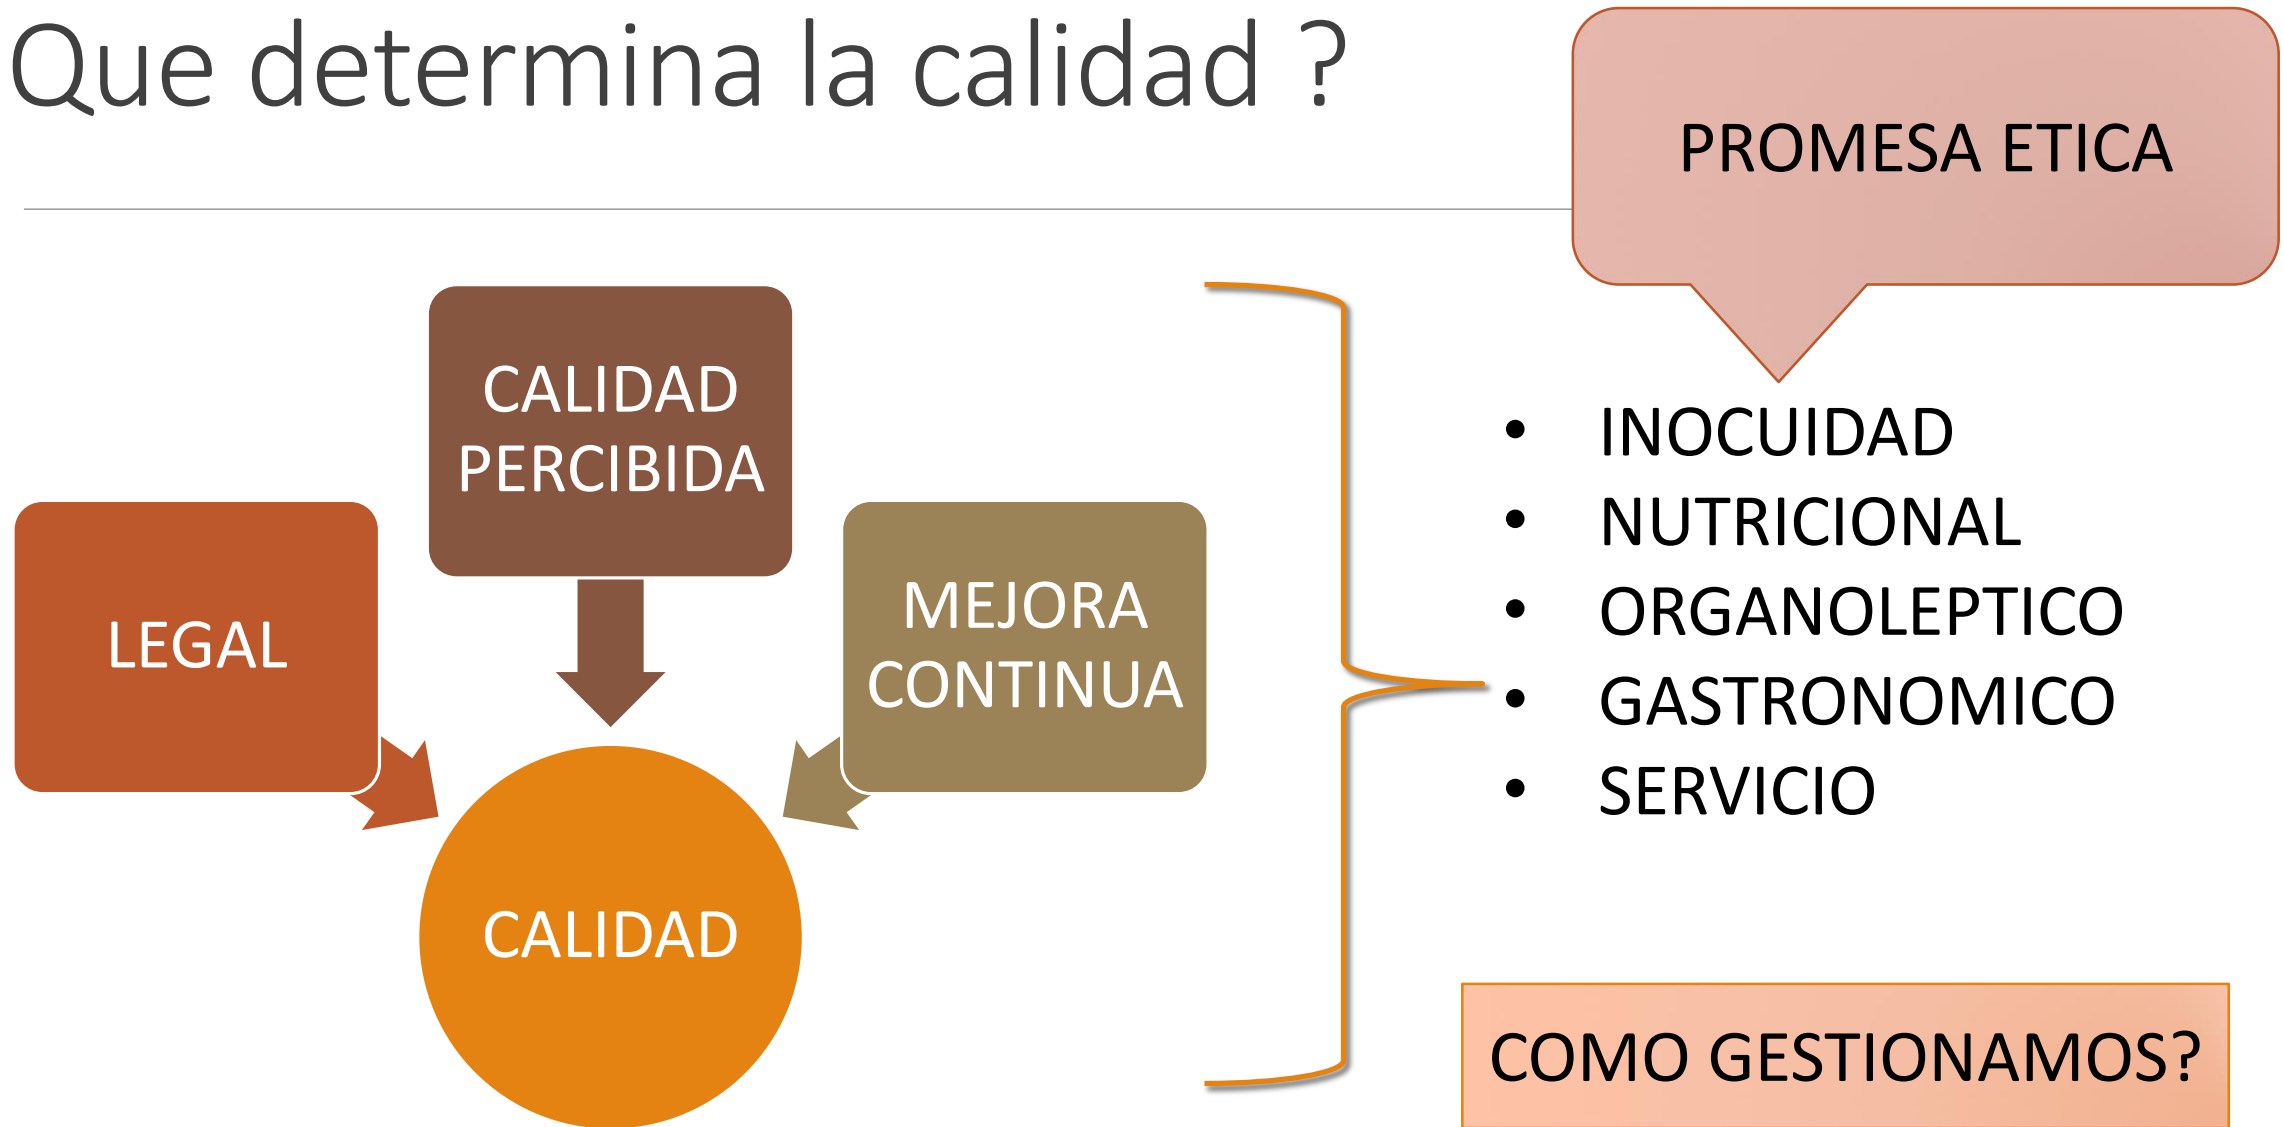 Que determina la calidad ?
PROMESA ETICA
CALIDAD
PERCIBIDA
LEGAL
MEJORA
CONTINUA
CALIDAD
• INOCUIDAD
• NUTRICIONAL
• ORGANOLEPTICO
• GASTRONOMICO
• SERVICIO
COMO GESTIONAMOS?